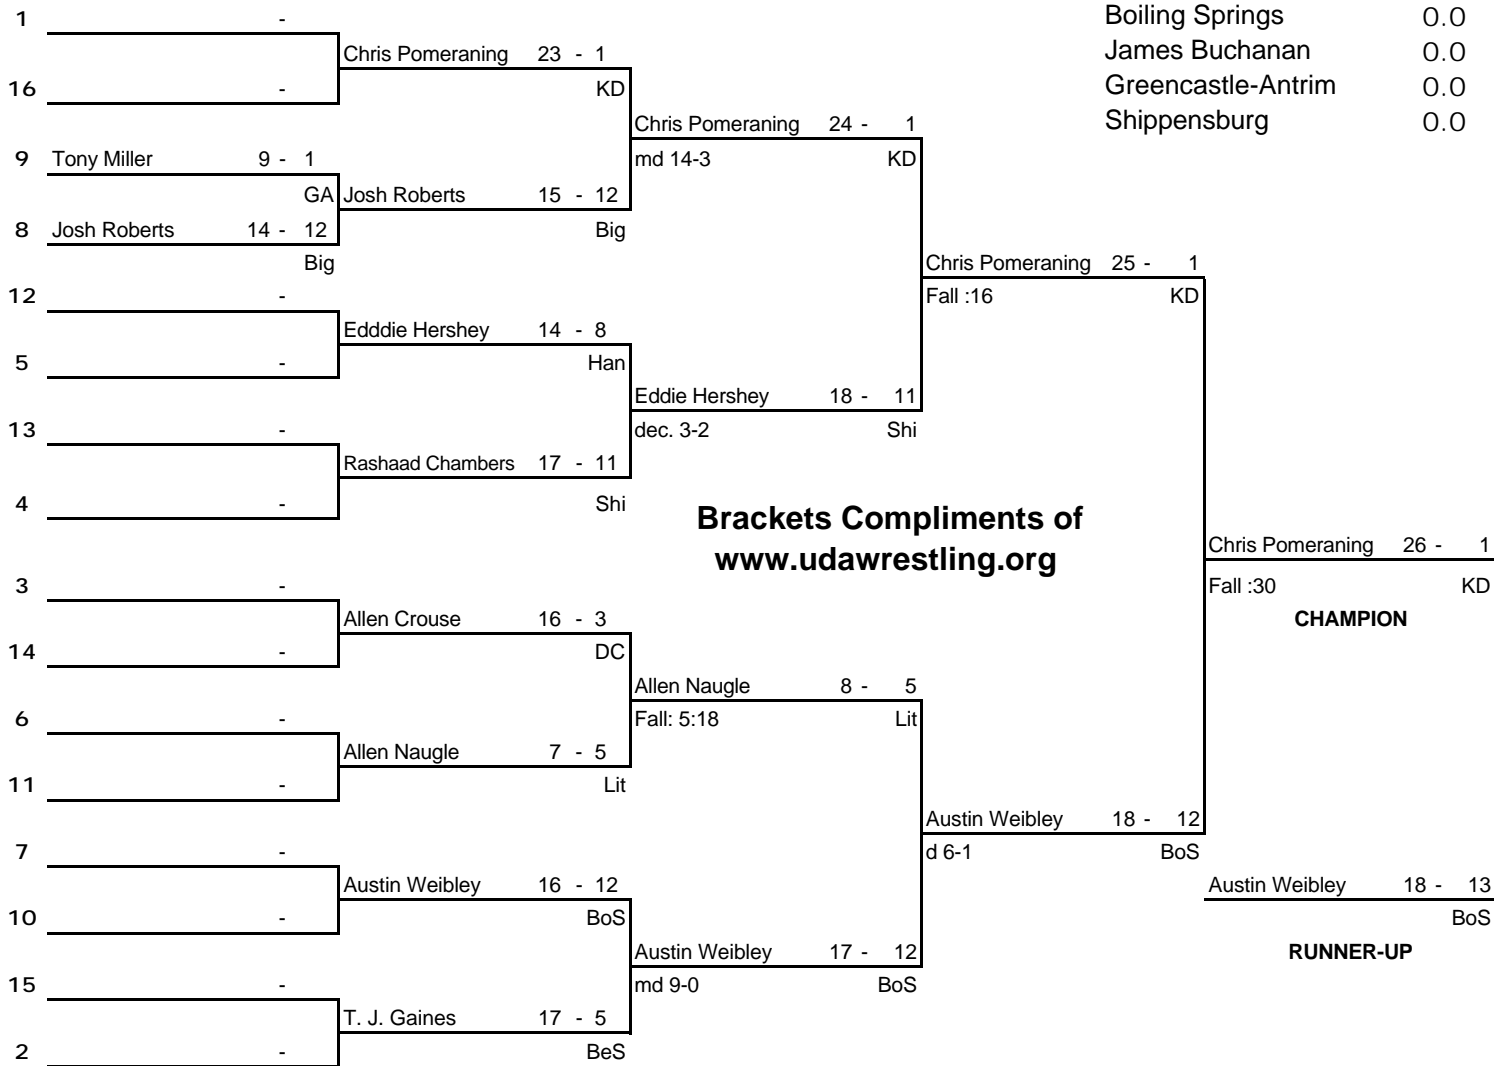 Boiling Springs 0.0
James Buchanan 0.0
Greencastle-Antrim 0.0
Shippensburg 0.0
1 -
Chris Pomeraning 23 - 1
KD
16 -
Chris Pomeraning 24 - 1
md 14-3 KD
9 Tony Miller 9 - 1
GA
Josh Roberts 15 - 12
Big
8 Josh Roberts 14 - 12
Big
Chris Pomeraning 25 - 1
Fall :16 KD
12 -
Edddie Hershey 14 - 8
Han
5 -
Eddie Hershey 18 - 11
dec. 3-2 Shi
13 -
Rashaad Chambers 17 - 11
Shi
4 -
Brackets Compliments of
www.udawrestling.org
Chris Pomeraning 26 - 1
Fall :30 KD
CHAMPION
3 -
Allen Crouse 16 - 3
DC
14 -
Allen Naugle 8 - 5
Fall: 5:18 Lit
6 -
Allen Naugle 7 - 5
Lit
11 -
Austin Weibley 18 - 12
d 6-1 BoS
7 -
Austin Weibley 16 - 12
BoS
10 -
Austin Weibley 18 - 13
BoS
RUNNER-UP
Austin Weibley 17 - 12
md 9-0 BoS
15 -
T. J. Gaines 17 - 5
BeS
2 -